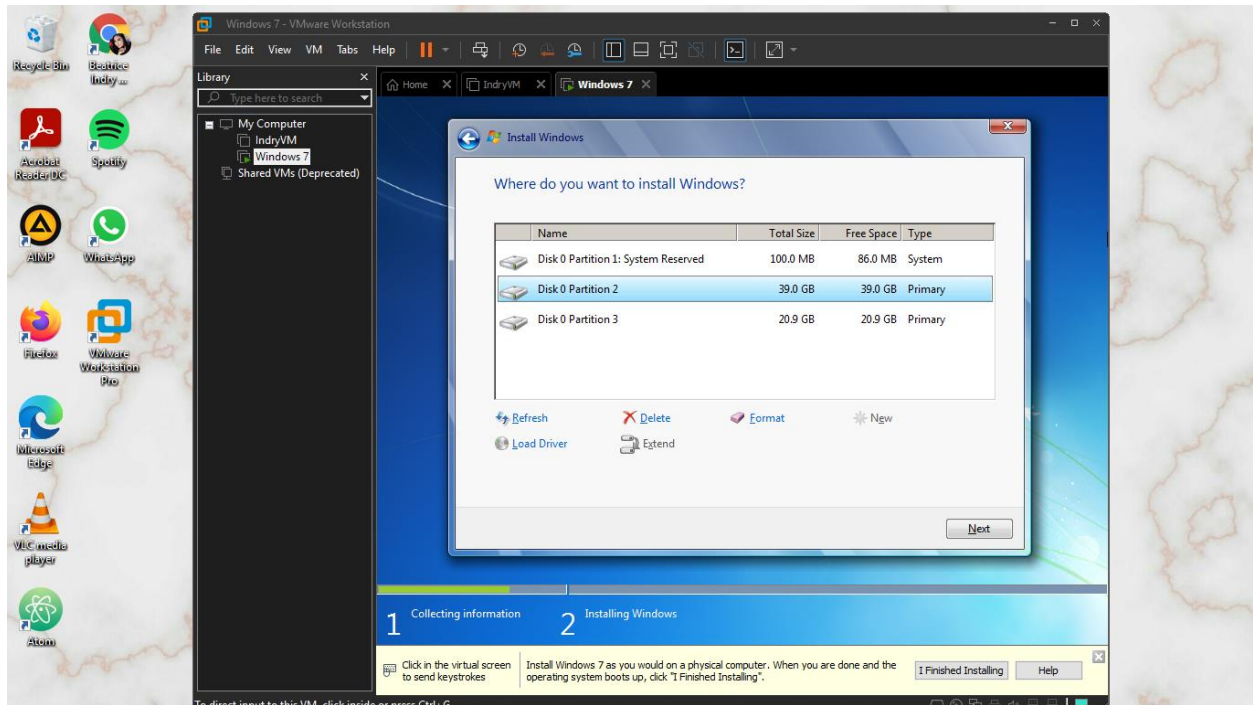 Windows 7 - VMware Workstation
File Edit View VM Tabs Help
Library
Type here to search
My Computer
IndryVM
Windows 7
Shared VMs (Deprecated)
Home IndryVM Windows 7
Recycle Bin
Beatrice
Indry ...
Acrobat
Reader DC
Spotify
AIMP
WhatsApp
Firefox
VMware
Workstation
Pro
Microsoft
Edge
VLC media
player
Atom
Install Windows
Where do you want to install Windows?
Name Total Size Free Space Type
Disk 0 Partition 1: System Reserved 100.0 MB 86.0 MB System
Disk 0 Partition 2 39.0 GB 39.0 GB Primary
Disk 0 Partition 3 20.9 GB 20.9 GB Primary
Refresh Delete Format New
Load Driver Extend
Next
1 Collecting information 2 Installing Windows
Click in the virtual screen
to send keystrokes
Install Windows 7 as you would on a physical computer. When you are done and the
operating system boots up, click "I Finished Installing".
I Finished Installing Help
To direct input to this VM, click inside or press Ctrl+G.